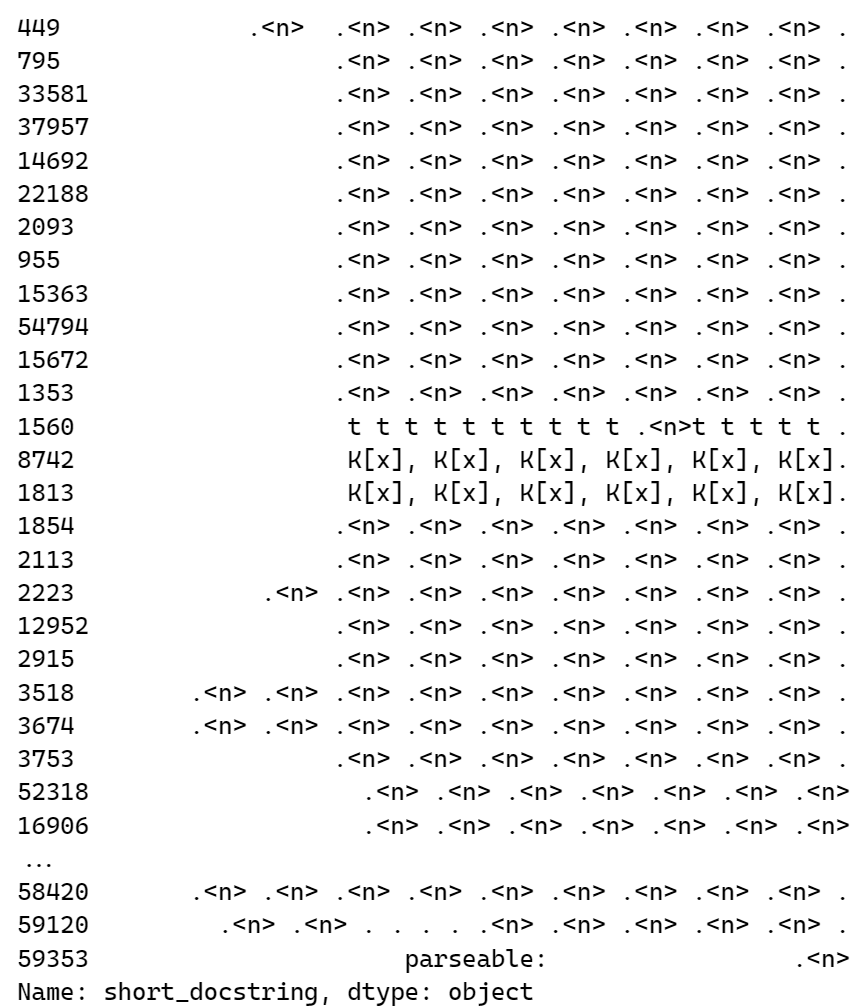 449             .<n>  .<n> .<n> .<n> .<n> .<n> .<n> .<n> .
795                   .<n> .<n> .<n> .<n> .<n> .<n> .<n> .
33581                 .<n> .<n> .<n> .<n> .<n> .<n> .<n> .
37957                 .<n> .<n> .<n> .<n> .<n> .<n> .<n> .
14692                 .<n> .<n> .<n> .<n> .<n> .<n> .<n> .
22188                 .<n> .<n> .<n> .<n> .<n> .<n> .<n> .
2093                  .<n> .<n> .<n> .<n> .<n> .<n> .<n> .
955                   .<n> .<n> .<n> .<n> .<n> .<n> .<n> .
15363                 .<n> .<n> .<n> .<n> .<n> .<n> .<n> .
54794                 .<n> .<n> .<n> .<n> .<n> .<n> .<n> .
15672                 .<n> .<n> .<n> .<n> .<n> .<n> .<n> .
1353                  .<n> .<n> .<n> .<n> .<n> .<n> .<n> .
1560                   t t t t t t t t t t .<n>t t t t t .
8742                   K[x], K[x], K[x], K[x], K[x], K[x].
1813                   K[x], K[x], K[x], K[x], K[x], K[x].
1854                  .<n> .<n> .<n> .<n> .<n> .<n> .<n> .
2113                  .<n> .<n> .<n> .<n> .<n> .<n> .<n> .
2223             .<n> .<n> .<n> .<n> .<n> .<n> .<n> .<n> .
12952                 .<n> .<n> .<n> .<n> .<n> .<n> .<n> .
2915                  .<n> .<n> .<n> .<n> .<n> .<n> .<n> .
3518        .<n> .<n> .<n> .<n> .<n> .<n> .<n> .<n> .<n> .
3674        .<n> .<n> .<n> .<n> .<n> .<n> .<n> .<n> .<n> .
3753                  .<n> .<n> .<n> .<n> .<n> .<n> .<n> .
52318                   .<n> .<n> .<n> .<n> .<n> .<n> .<n>
16906                   .<n> .<n> .<n> .<n> .<n> .<n> .<n>
...
58420       .<n> .<n> .<n> .<n> .<n> .<n> .<n> .<n> .<n> .
59120         .<n> .<n> . . . . .<n> .<n> .<n> .<n> .<n> .
59353                      parseable:                 .<n>
Name: short_docstring, dtype: object